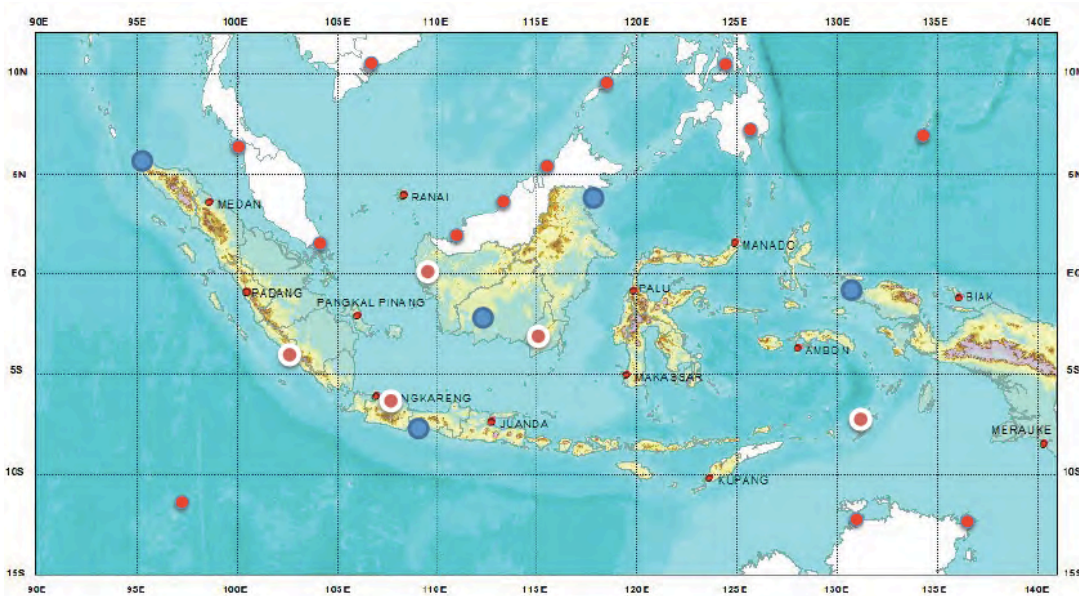 90E 95E 100E 105E 110E 115E 120E 125E 130E 135E 140E
10N 10N
5N 5N
MEDAN
RANAI
MANADO
EQ EQ
PADANG
PALU
BIAK
PANGKAL PINANG
AMBON
5S 5S
MAKASSAR
NGKARENG
JUANDA
MERAUKE
10S 10S
KUPANG
15S 15S
90E 95E 100E 105E 110E 115E 120E 125E 130E 135E 140E